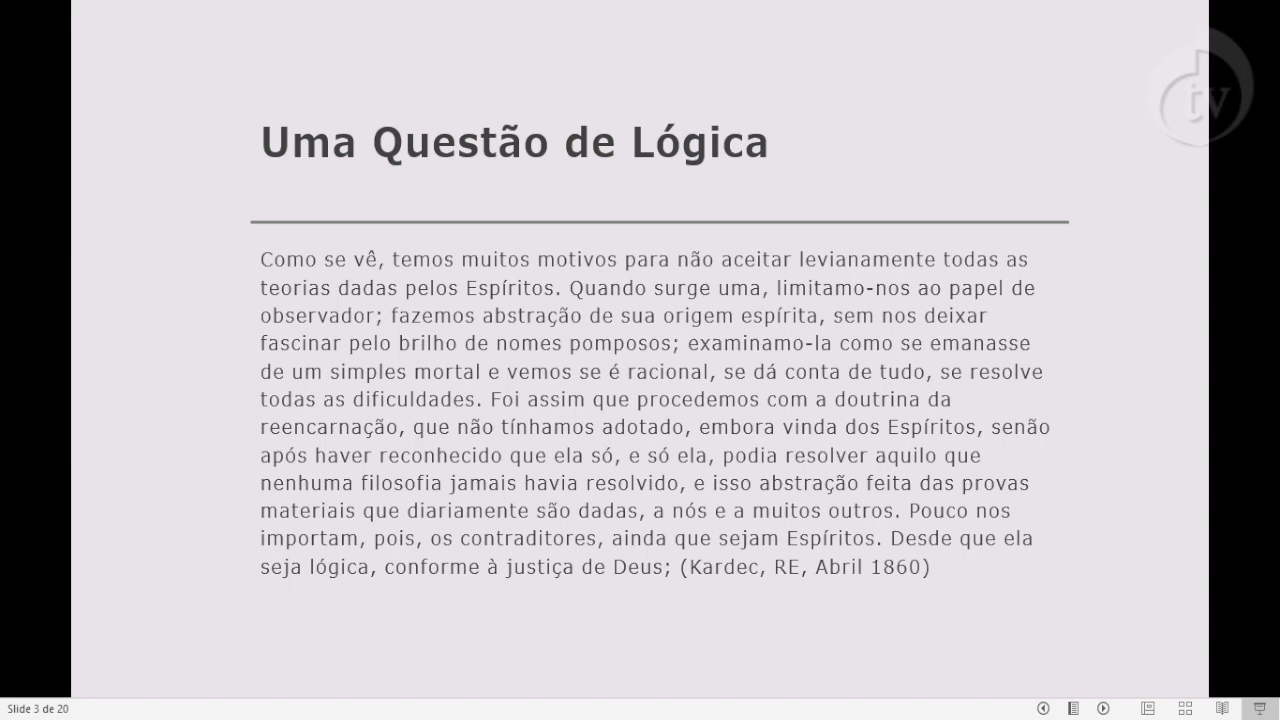 tv
Uma Questão de Lógica
Como se vê, temos muitos motivos para não aceitar levianamente todas as
teorias dadas pelos Espíritos. Quando surge uma, limitamo-nos ao papel de
observador; fazemos abstração de sua origem espírita, sem nos deixar
fascinar pelo brilho de nomes pomposos; examinamo-la como se emanasse
de um simples mortal e vemos se é racional, se dá conta de tudo, se resolve
todas as dificuldades. Foi assim que procedemos com a doutrina da
reencarnação, que não tínhamos adotado, embora vinda dos Espíritos, senão
após haver reconhecido que ela só, e só ela, podia resolver aquilo que
nenhuma filosofia jamais havia resolvido, e isso abstração feita das provas
materiais que diariamente são dadas, a nós e a muitos outros. Pouco nos
importam, pois, os contraditores, ainda que sejam Espíritos. Desde que ela
seja lógica, conforme à justiça de Deus; (Kardec, RE, Abril 1860)
Slide 3 de 20